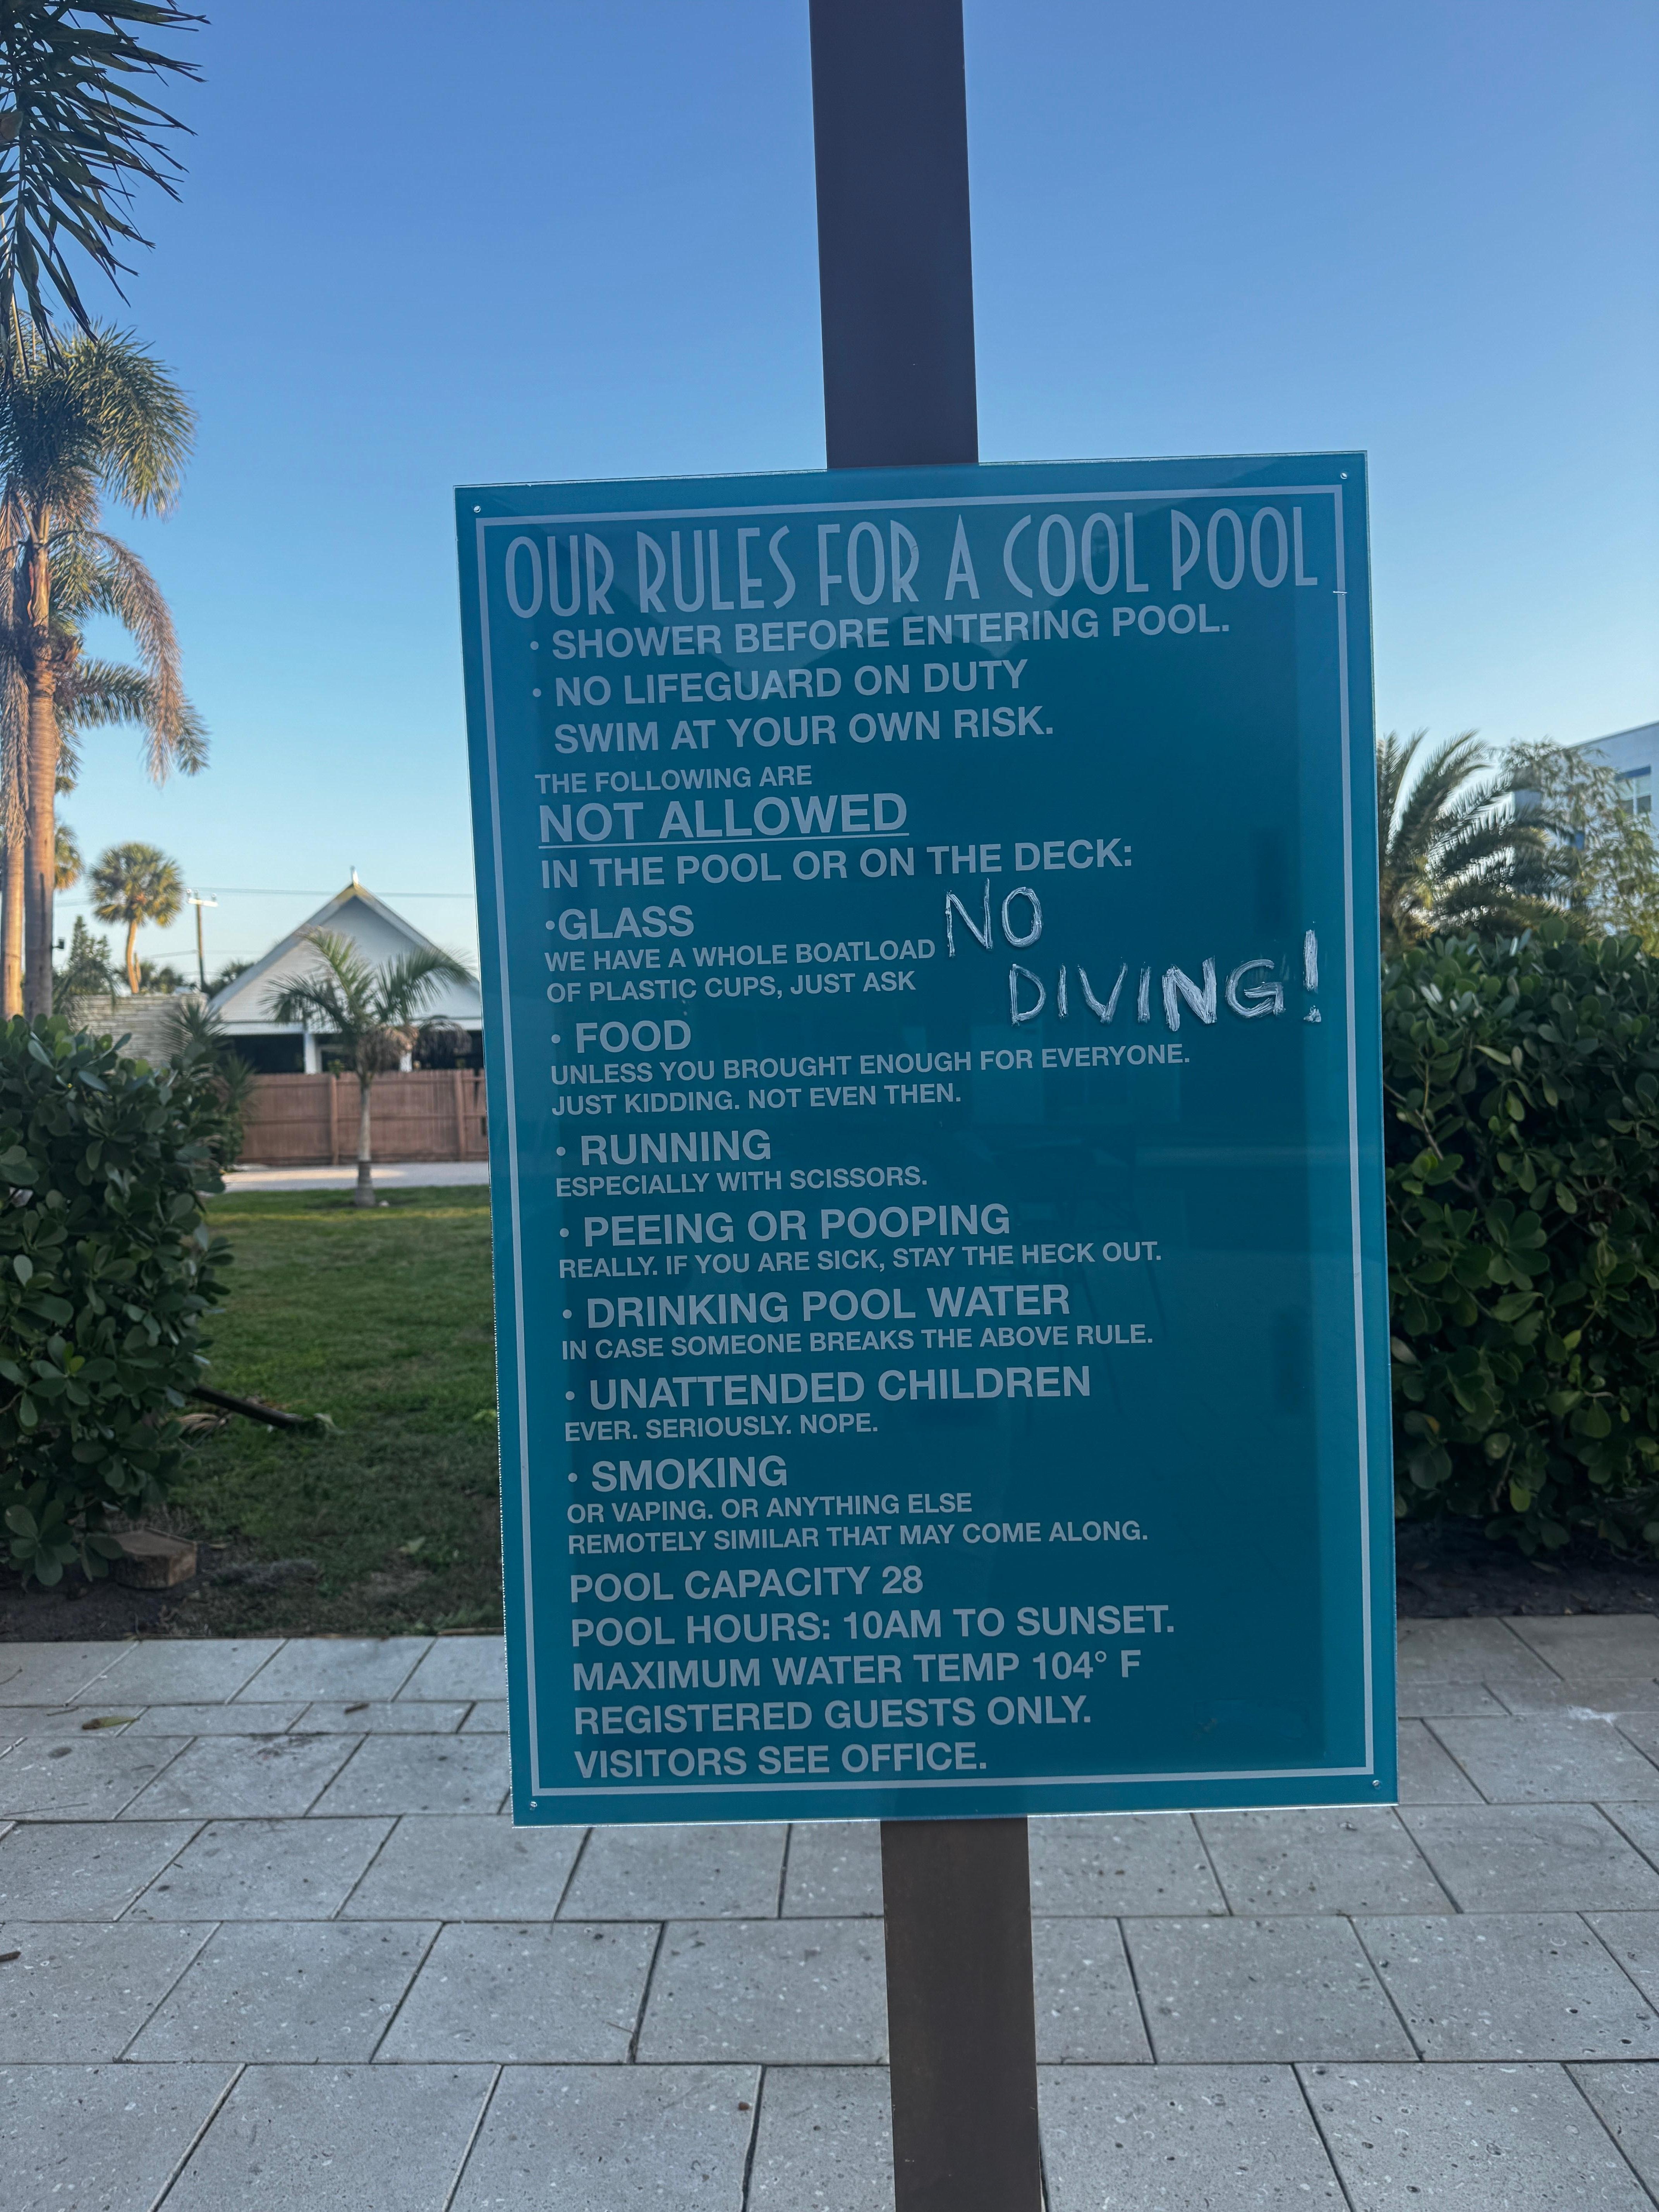 OUR RULES FOR A COOL POOL
• SHOWER BEFORE ENTERING POOL.
• NO LIFEGUARD ON DUTY
SWIM AT YOUR OWN RISK.
THE FOLLOWING ARE
NOT ALLOWED
IN THE POOL OR ON THE DECK:
•GLASS
WE HAVE A WHOLE BOATLOAD
OF PLASTIC CUPS, JUST ASK
NO
DIVING!
• FOOD
UNLESS YOU BROUGHT ENOUGH FOR EVERYONE.
JUST KIDDING. NOT EVEN THEN.
• RUNNING
ESPECIALLY WITH SCISSORS.
• PEEING OR POOPING
REALLY. IF YOU ARE SICK, STAY THE HECK OUT.
• DRINKING POOL WATER
IN CASE SOMEONE BREAKS THE ABOVE RULE.
• UNATTENDED CHILDREN
EVER. SERIOUSLY. NOPE.
• SMOKING
OR VAPING. OR ANYTHING ELSE
REMOTELY SIMILAR THAT MAY COME ALONG.
POOL CAPACITY 28
POOL HOURS: 10AM TO SUNSET.
MAXIMUM WATER TEMP 104° F
REGISTERED GUESTS ONLY.
VISITORS SEE OFFICE.